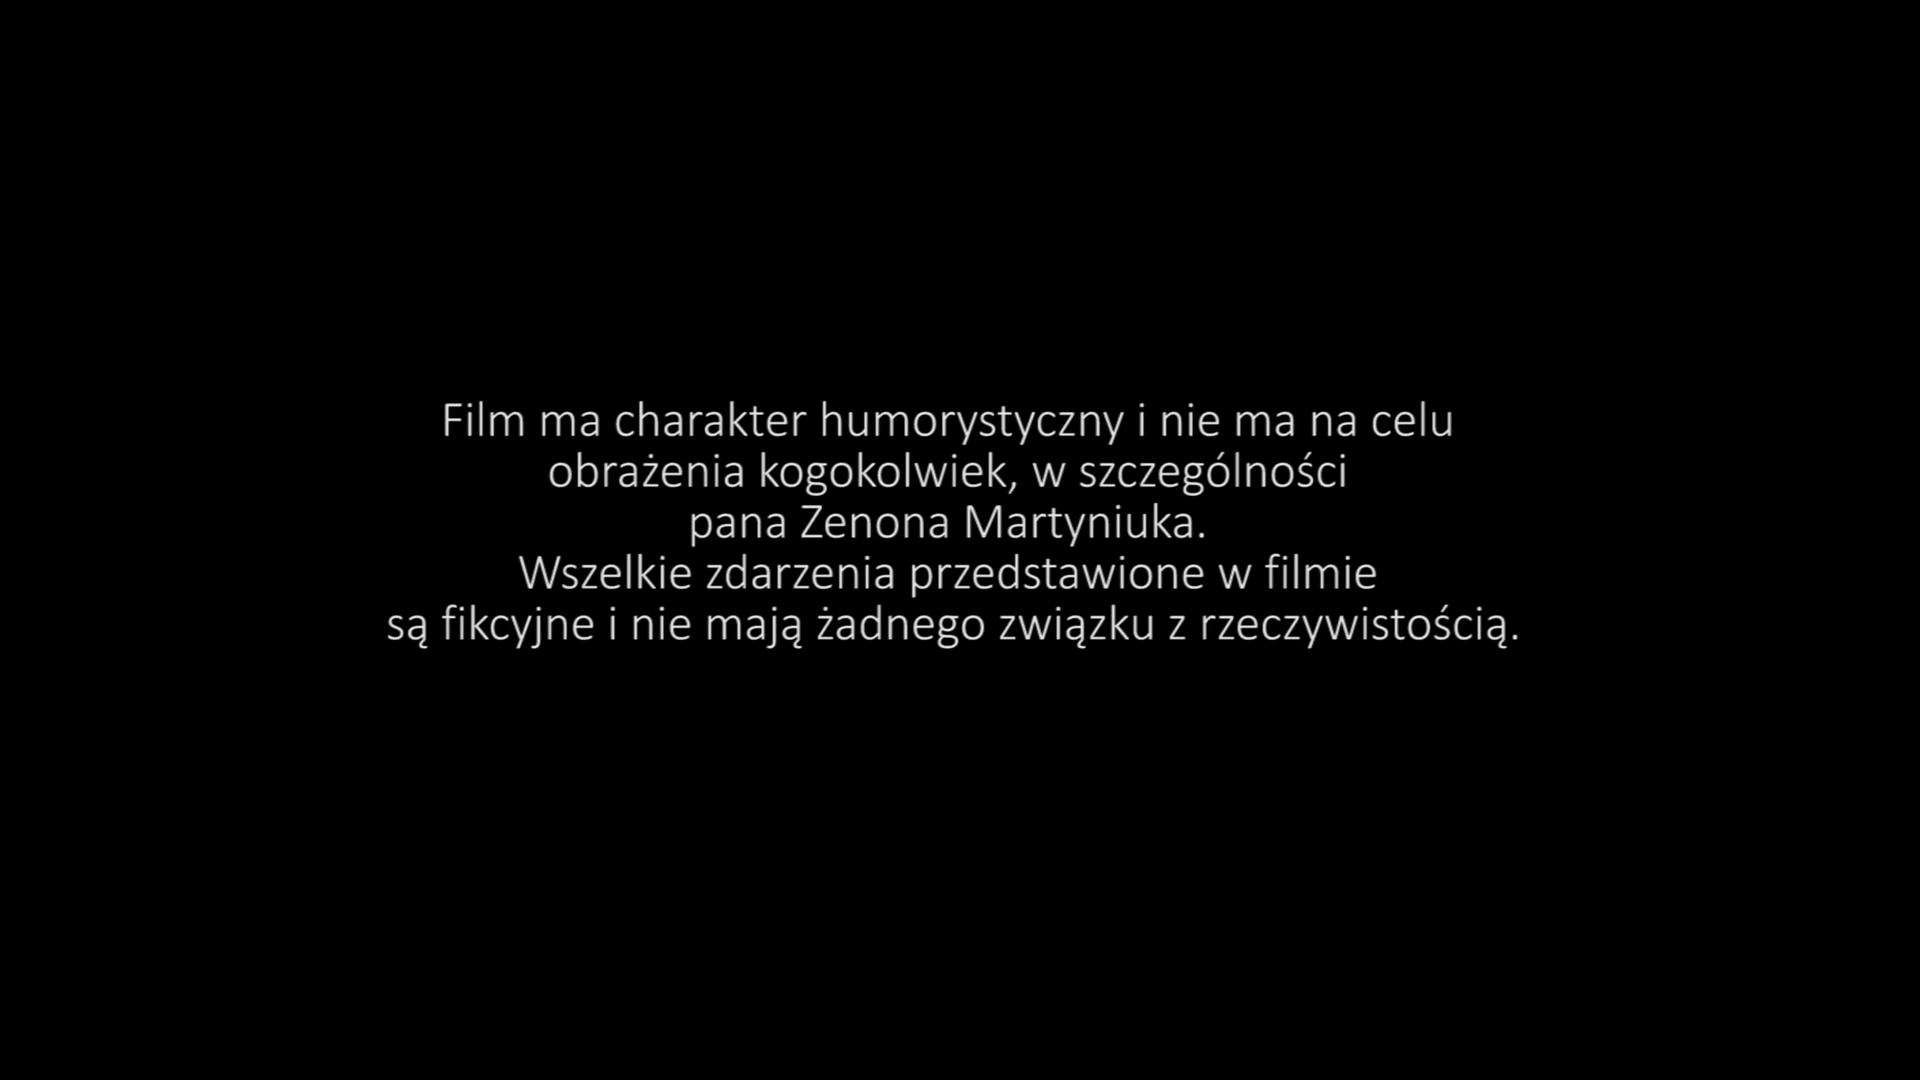 Film ma charakter humorystyczny i nie ma na celu
obrażenia kogokolwiek, w szczególności
pana Zenona Martyniuka.
Wszelkie zdarzenia przedstawione w filmie
są fikcyjne i nie mają żadnego związku z rzeczywistością.